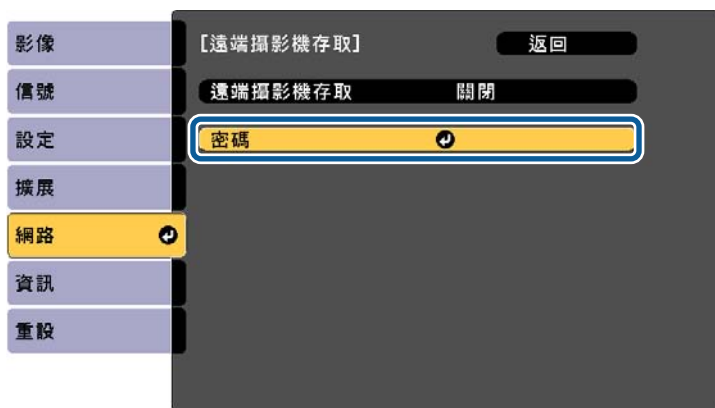 影像
信號
設定
擴展
網路
資訊
重設
[遠端攝影機存取] 返回
遠端攝影機存取 關閉
密碼